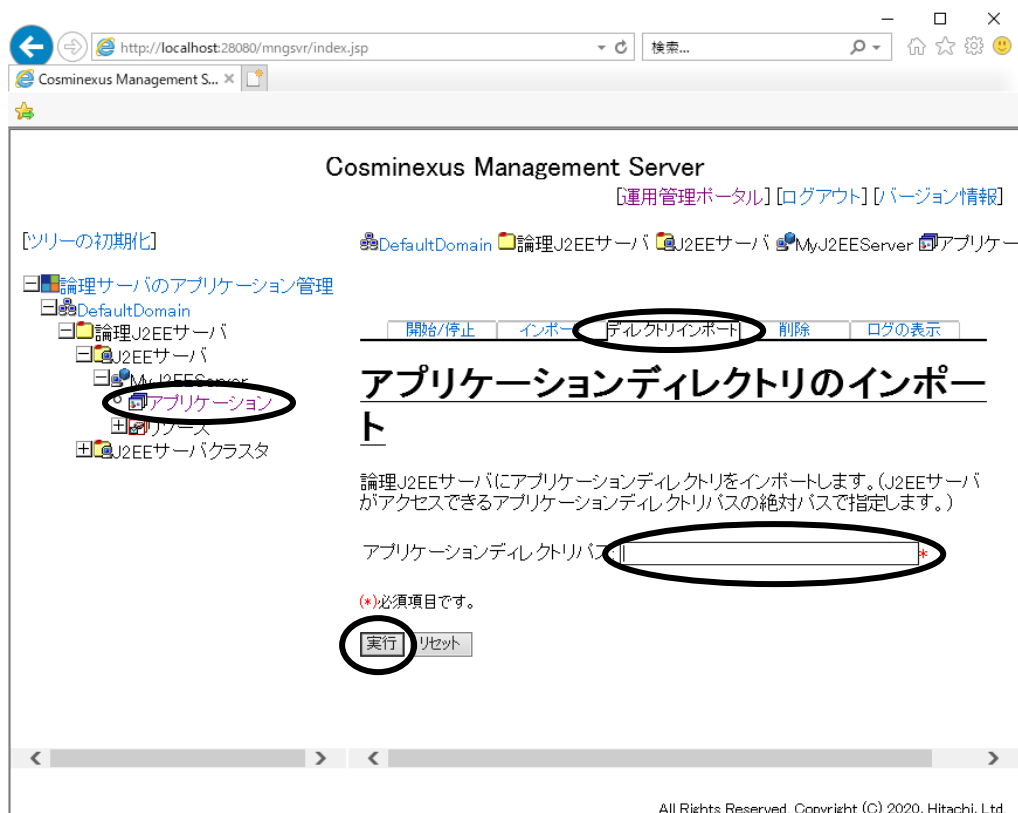 http://localhost:28080/mngsvr/index.jsp
検索...
Cosminexus Management S...
Cosminexus Management Server
[運用管理ポータル] [ログアウト] [バージョン情報]
[ツリーの初期化]
DefaultDomain 論理J2EEサーバ J2EEサーバ MyJ2EEServer アプリケー
論理サーバのアプリケーション管理
DefaultDomain
論理J2EEサーバ
J2EEサーバ
MyJ2EEServer
アプリケーション
リソース
J2EEサーバクラスタ
開始/停止 インポー ディレクトリインポート 削除 ログの表示
アプリケーションディレクトリのインポー
ト
論理J2EEサーバにアプリケーションディレクトリをインポートします。(J2EEサーバ
がアクセスできるアプリケーションディレクトリパスの絶対パスで指定します。)
アプリケーションディレクトリパス: *
(*)必須項目です。
実行 リセット
All Rights Reserved. Copyright (C) 2020, Hitachi, Ltd.